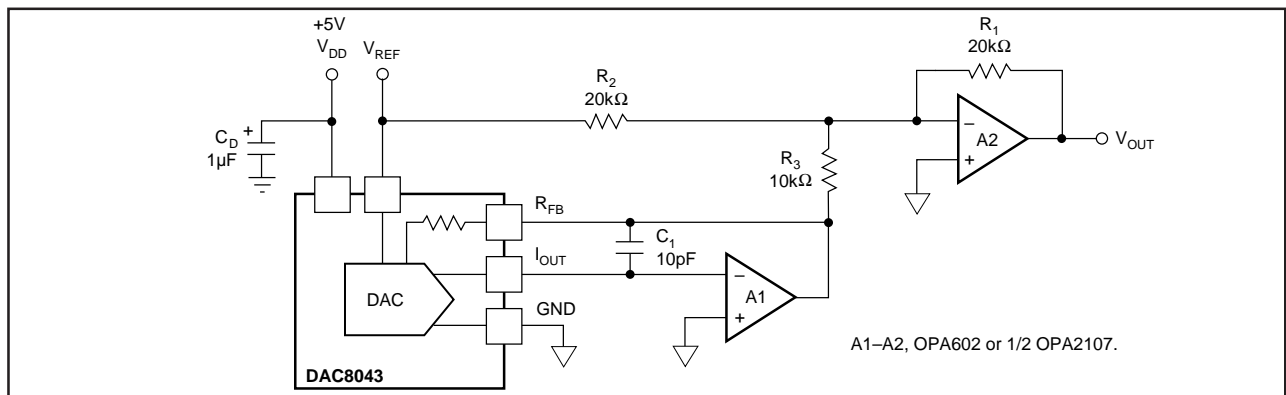 +5V
V_DD
V_REF
R_1
20kΩ
R_2
20kΩ
C_D
+
1µF
–
A2
+
V_OUT
R_3
10kΩ
R_FB
C_1
10pF
I_OUT
DAC
–
A1
+
GND
A1–A2, OPA602 or 1/2 OPA2107.
DAC8043